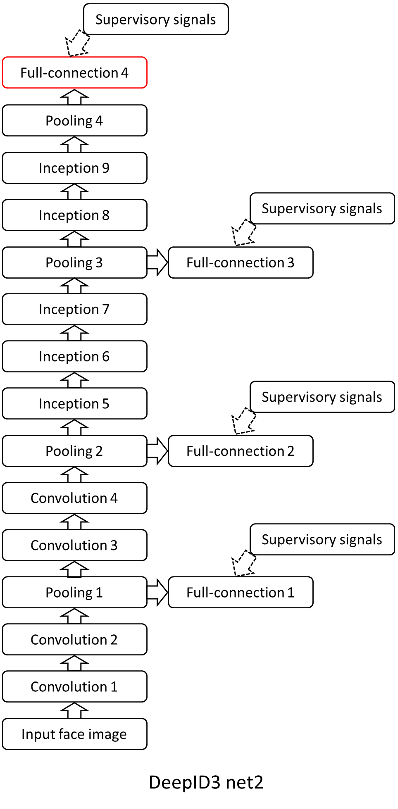 Supervisory signals
Full-connection 4
Pooling 4
Inception 9
Inception 8
Supervisory signals
Pooling 3
Full-connection 3
Inception 7
Inception 6
Inception 5
Supervisory signals
Pooling 2
Full-connection 2
Convolution 4
Convolution 3
Supervisory signals
Pooling 1
Full-connection 1
Convolution 2
Convolution 1
Input face image
DeepID3 net2